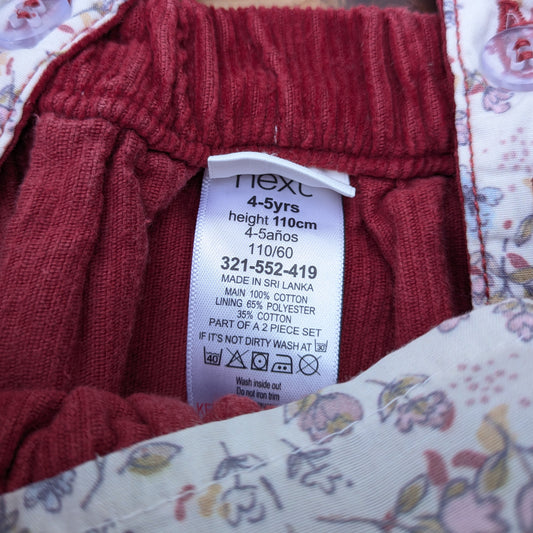 next
4-5yrs
height 110cm
4-5años
110/60
321-552-419
MADE IN SRI LANKA
MAIN 100% COTTON
LINING 65% POLYESTER
35% COTTON
PART OF A 2 PIECE SET
IF IT'S NOT DIRTY WASH AT 30
40
Wash inside out
Do not iron trim